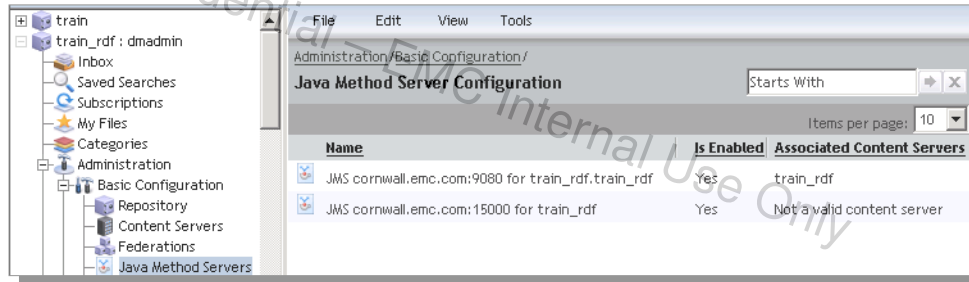 train
train_rdf : dmadmin
Inbox
Saved Searches
Subscriptions
My Files
Categories
Administration
Basic Configuration
Repository
Content Servers
Federations
Java Method Servers
File Edit View Tools
Administration/Basic Configuration/
Java Method Server Configuration
Starts With
Items per page: 10
Name Is Enabled Associated Content Servers
JMS cornwall.emc.com:9080 for train_rdf.train_rdf Yes train_rdf
JMS cornwall.emc.com:15000 for train_rdf Yes Not a valid content server
– EMC Internal Use Only